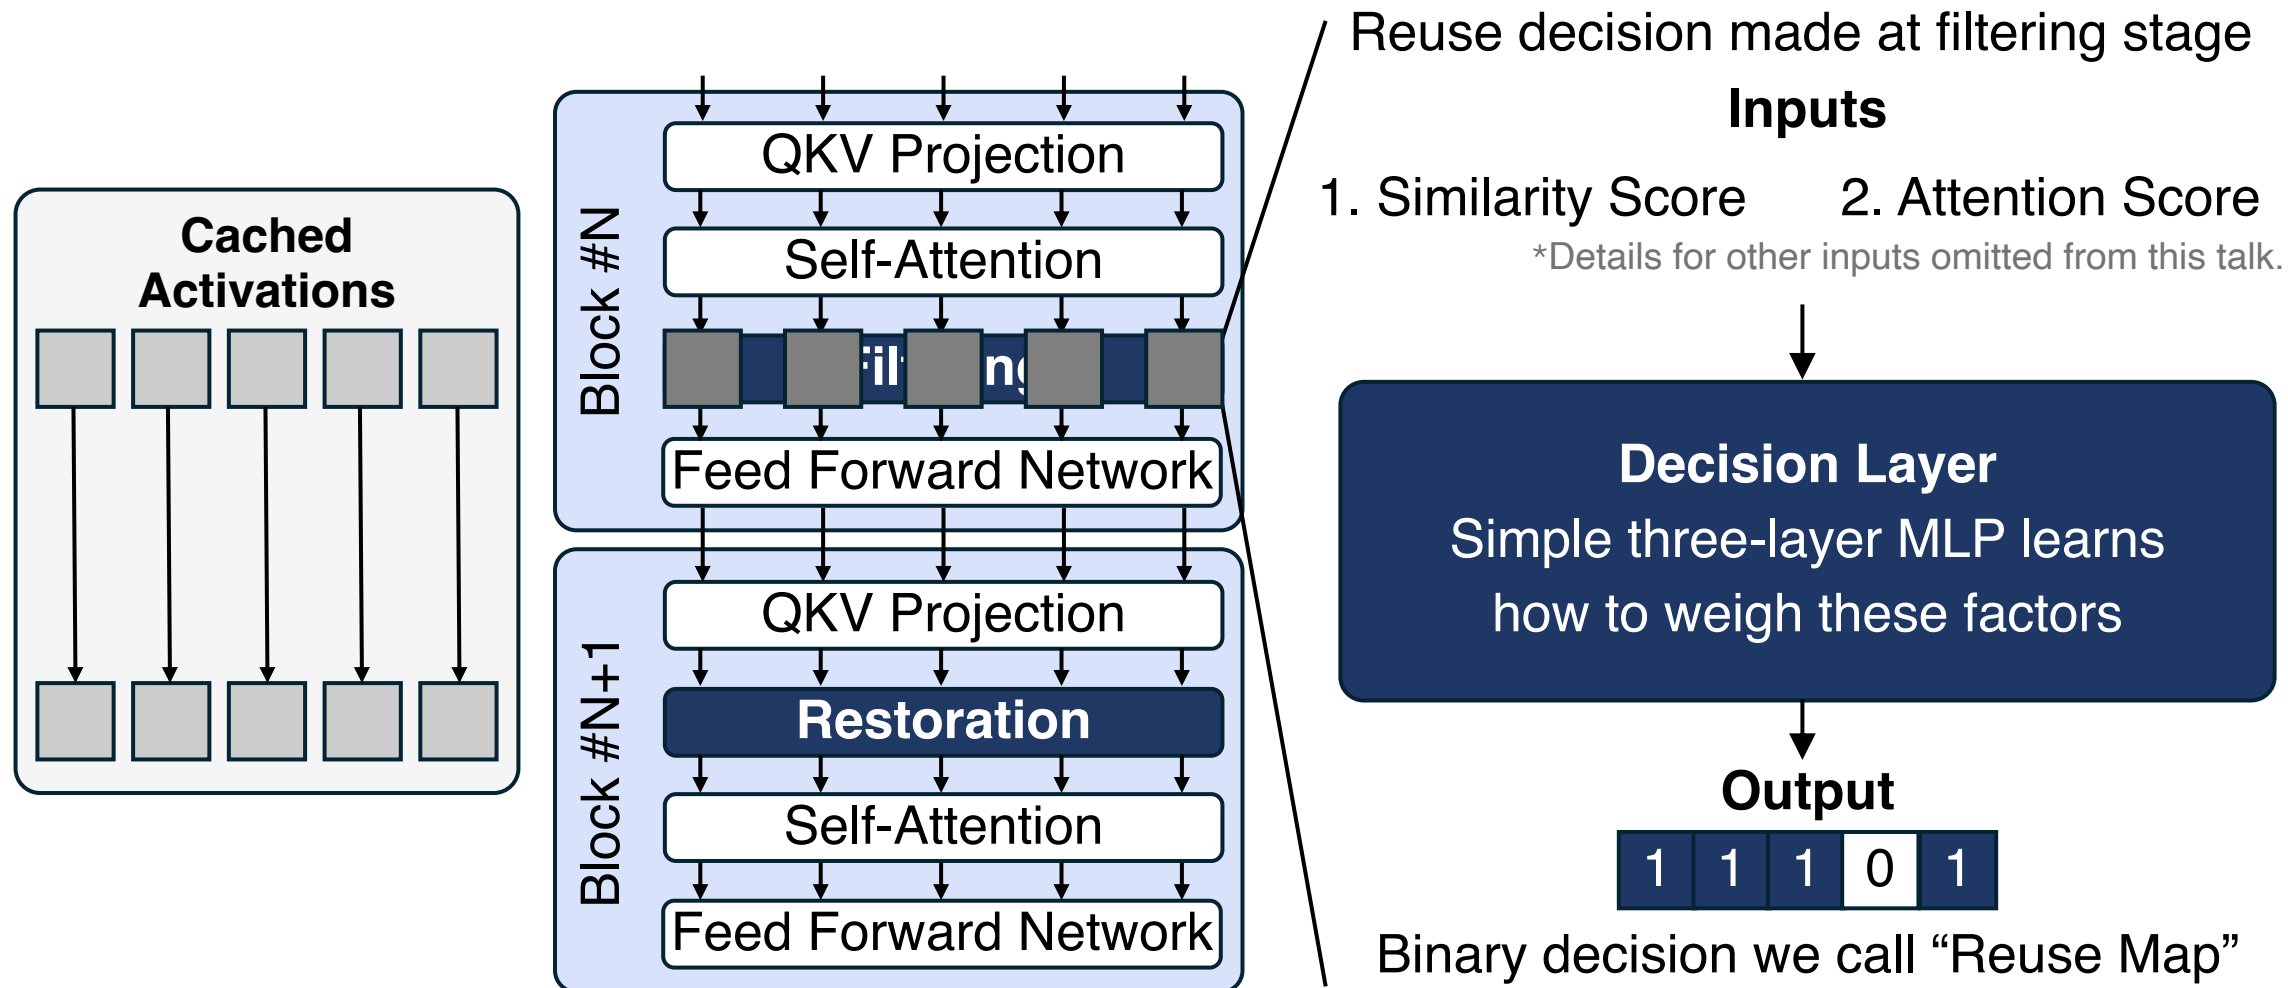 Cached
Activations
Block #N
QKV Projection
Self-Attention
Feed Forward Network
Block #N+1
QKV Projection
Restoration
Self-Attention
Feed Forward Network
Reuse decision made at filtering stage
Inputs
1. Similarity Score 2. Attention Score
*Details for other inputs omitted from this talk.
Decision Layer
Simple three-layer MLP learns
how to weigh these factors
Output
1 1 1 0 1
Binary decision we call “Reuse Map”